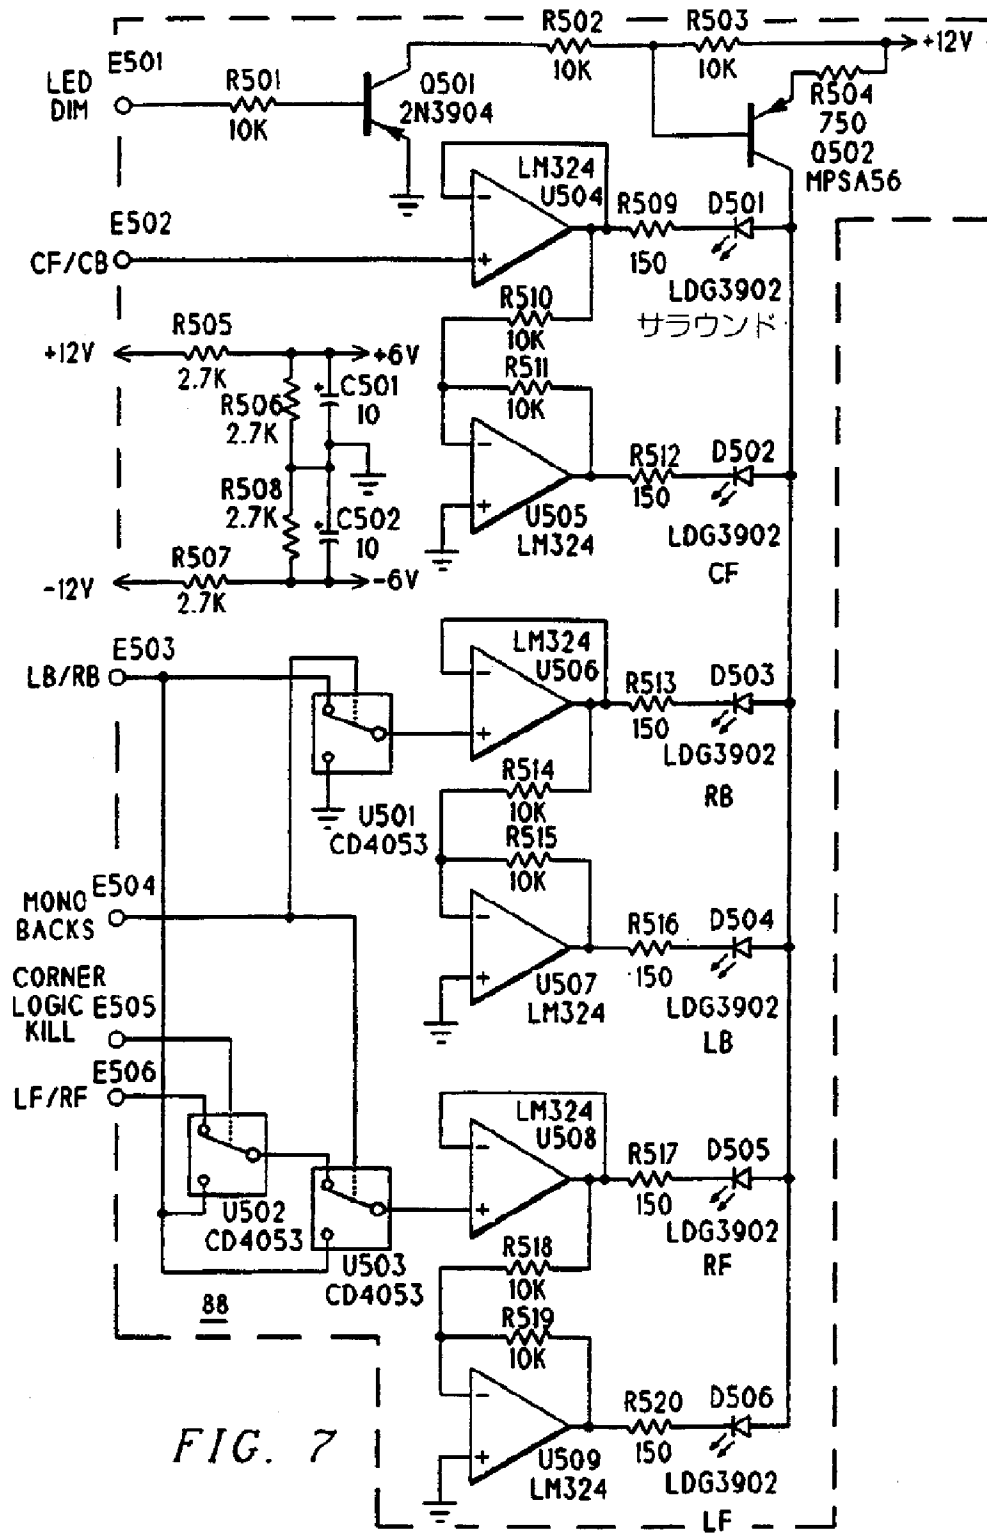 R502
10K
R503
10K
+12V
E501
LED
DIM
R501
10K
Q501
2N3904
R504
750
Q502
MPSA56
LM324
U504
E502
CF/CB
R509
150
D501
LDG3902
サラウンド
R510
10K
R511
10K
+12V
R505
2.7K
+6V
C501
10
R506
2.7K
R508
2.7K
C502
10
R507
2.7K
-12V
-6V
U505
LM324
R512
150
D502
LDG3902
CF
E503
LB/RB
LM324
U506
R513
150
D503
LDG3902
RB
U501
CD4053
R514
10K
R515
10K
MONO
BACKS
E504
U507
LM324
R516
150
D504
LDG3902
LB
CORNER
LOGIC
KILL
E505
E506
LF/RF
U502
CD4053
U503
CD4053
LM324
U508
R517
150
D505
LDG3902
RF
R518
10K
R519
10K
88
U509
LM324
R520
150
D506
LDG3902
LF
FIG. 7
- + - + - + - + - + - +
+ +